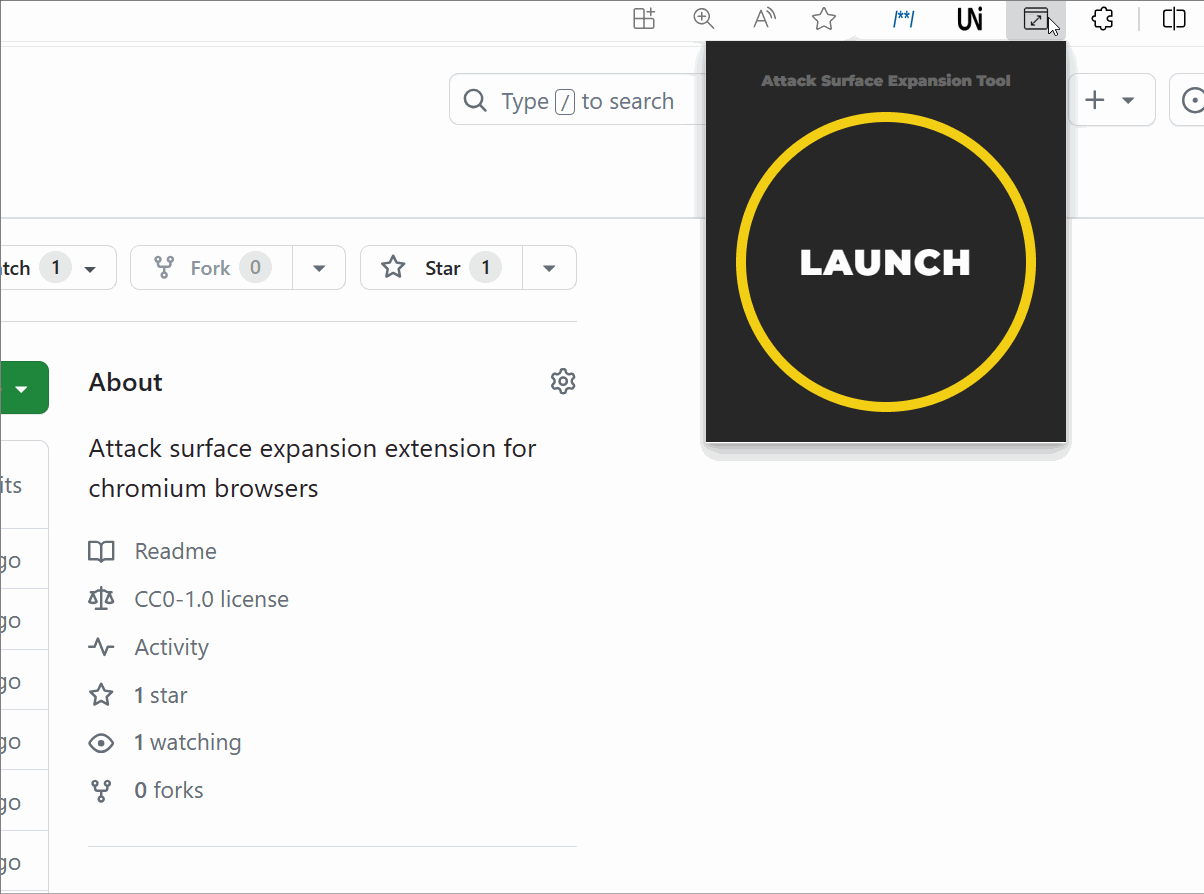 /**/ UNi
Attack Surface Expansion Tool
Type / to search
LAUNCH
tch 1
Fork 0
Star 1
About
Attack surface expansion extension for
chromium browsers
its
Readme
go
CC0-1.0 license
go
Activity
go
1 star
1 watching
go
0 forks
go
go